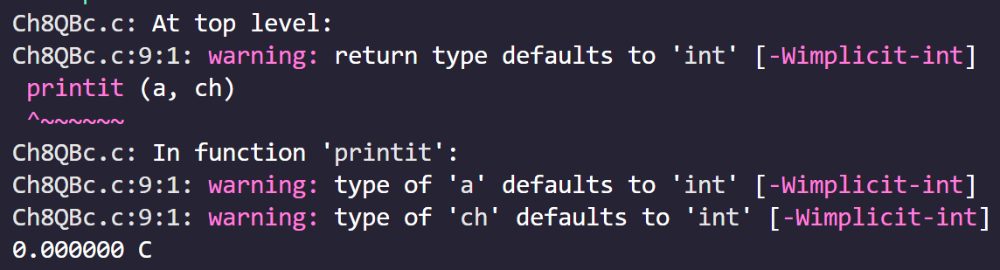 Ch8QBc.c: At top level:
Ch8QBc.c:9:1: warning: return type defaults to 'int' [-Wimplicit-int]
 printit (a, ch)
 ^~~~~~~
Ch8QBc.c: In function 'printit':
Ch8QBc.c:9:1: warning: type of 'a' defaults to 'int' [-Wimplicit-int]
Ch8QBc.c:9:1: warning: type of 'ch' defaults to 'int' [-Wimplicit-int]
0.000000 C